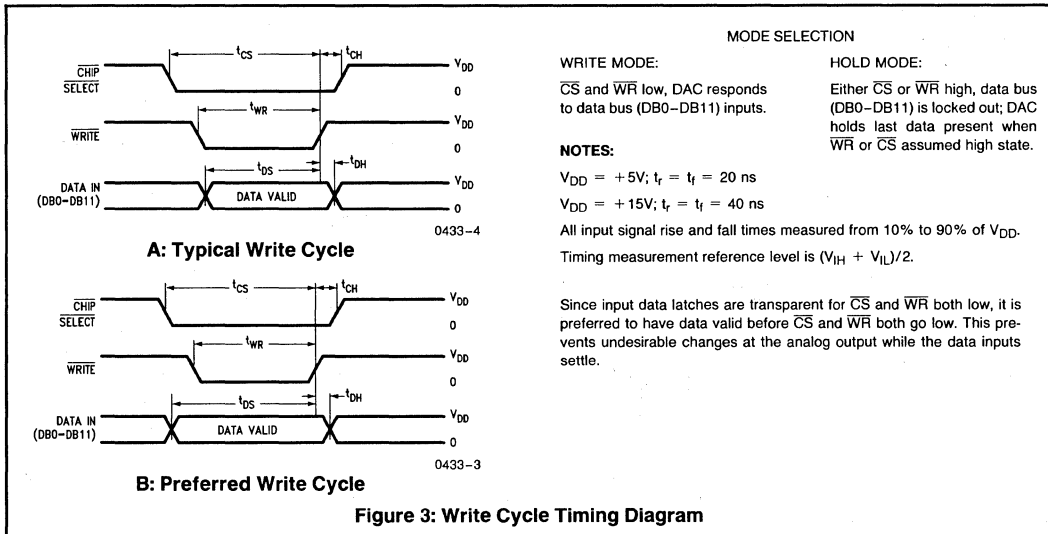 tCS
tCH
CHIP
SELECT
VDD
0
tWR
WRITE
VDD
0
tDS
tDH
DATA IN
(DB0-DB11)
DATA VALID
VDD
0
0433-4
A: Typical Write Cycle
tCS
tCH
CHIP
SELECT
VDD
0
tWR
WRITE
VDD
0
tDS
tDH
DATA IN
(DB0-DB11)
DATA VALID
VDD
0
0433-3
B: Preferred Write Cycle
MODE SELECTION
WRITE MODE:
CS and WR low, DAC responds
to data bus (DB0-DB11) inputs.
HOLD MODE:
Either CS or WR high, data bus
(DB0-DB11) is locked out; DAC
holds last data present when
WR or CS assumed high state.
NOTES:
VDD = +5V; tr = tf = 20 ns
VDD = +15V; tr = tf = 40 ns
All input signal rise and fall times measured from 10% to 90% of VDD.
Timing measurement reference level is (VIH + VIL)/2.
Since input data latches are transparent for CS and WR both low, it is
preferred to have data valid before CS and WR both go low. This pre-
vents undesirable changes at the analog output while the data inputs
settle.
Figure 3: Write Cycle Timing Diagram